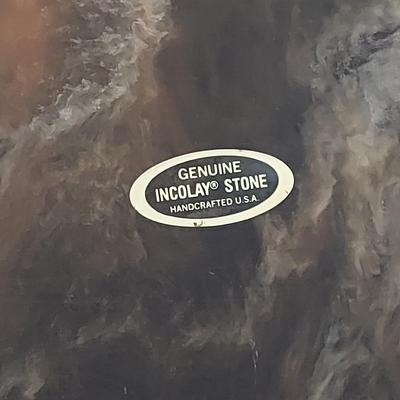 GENUINE
INCOLAY® STONE
HANDCRAFTED U.S.A.